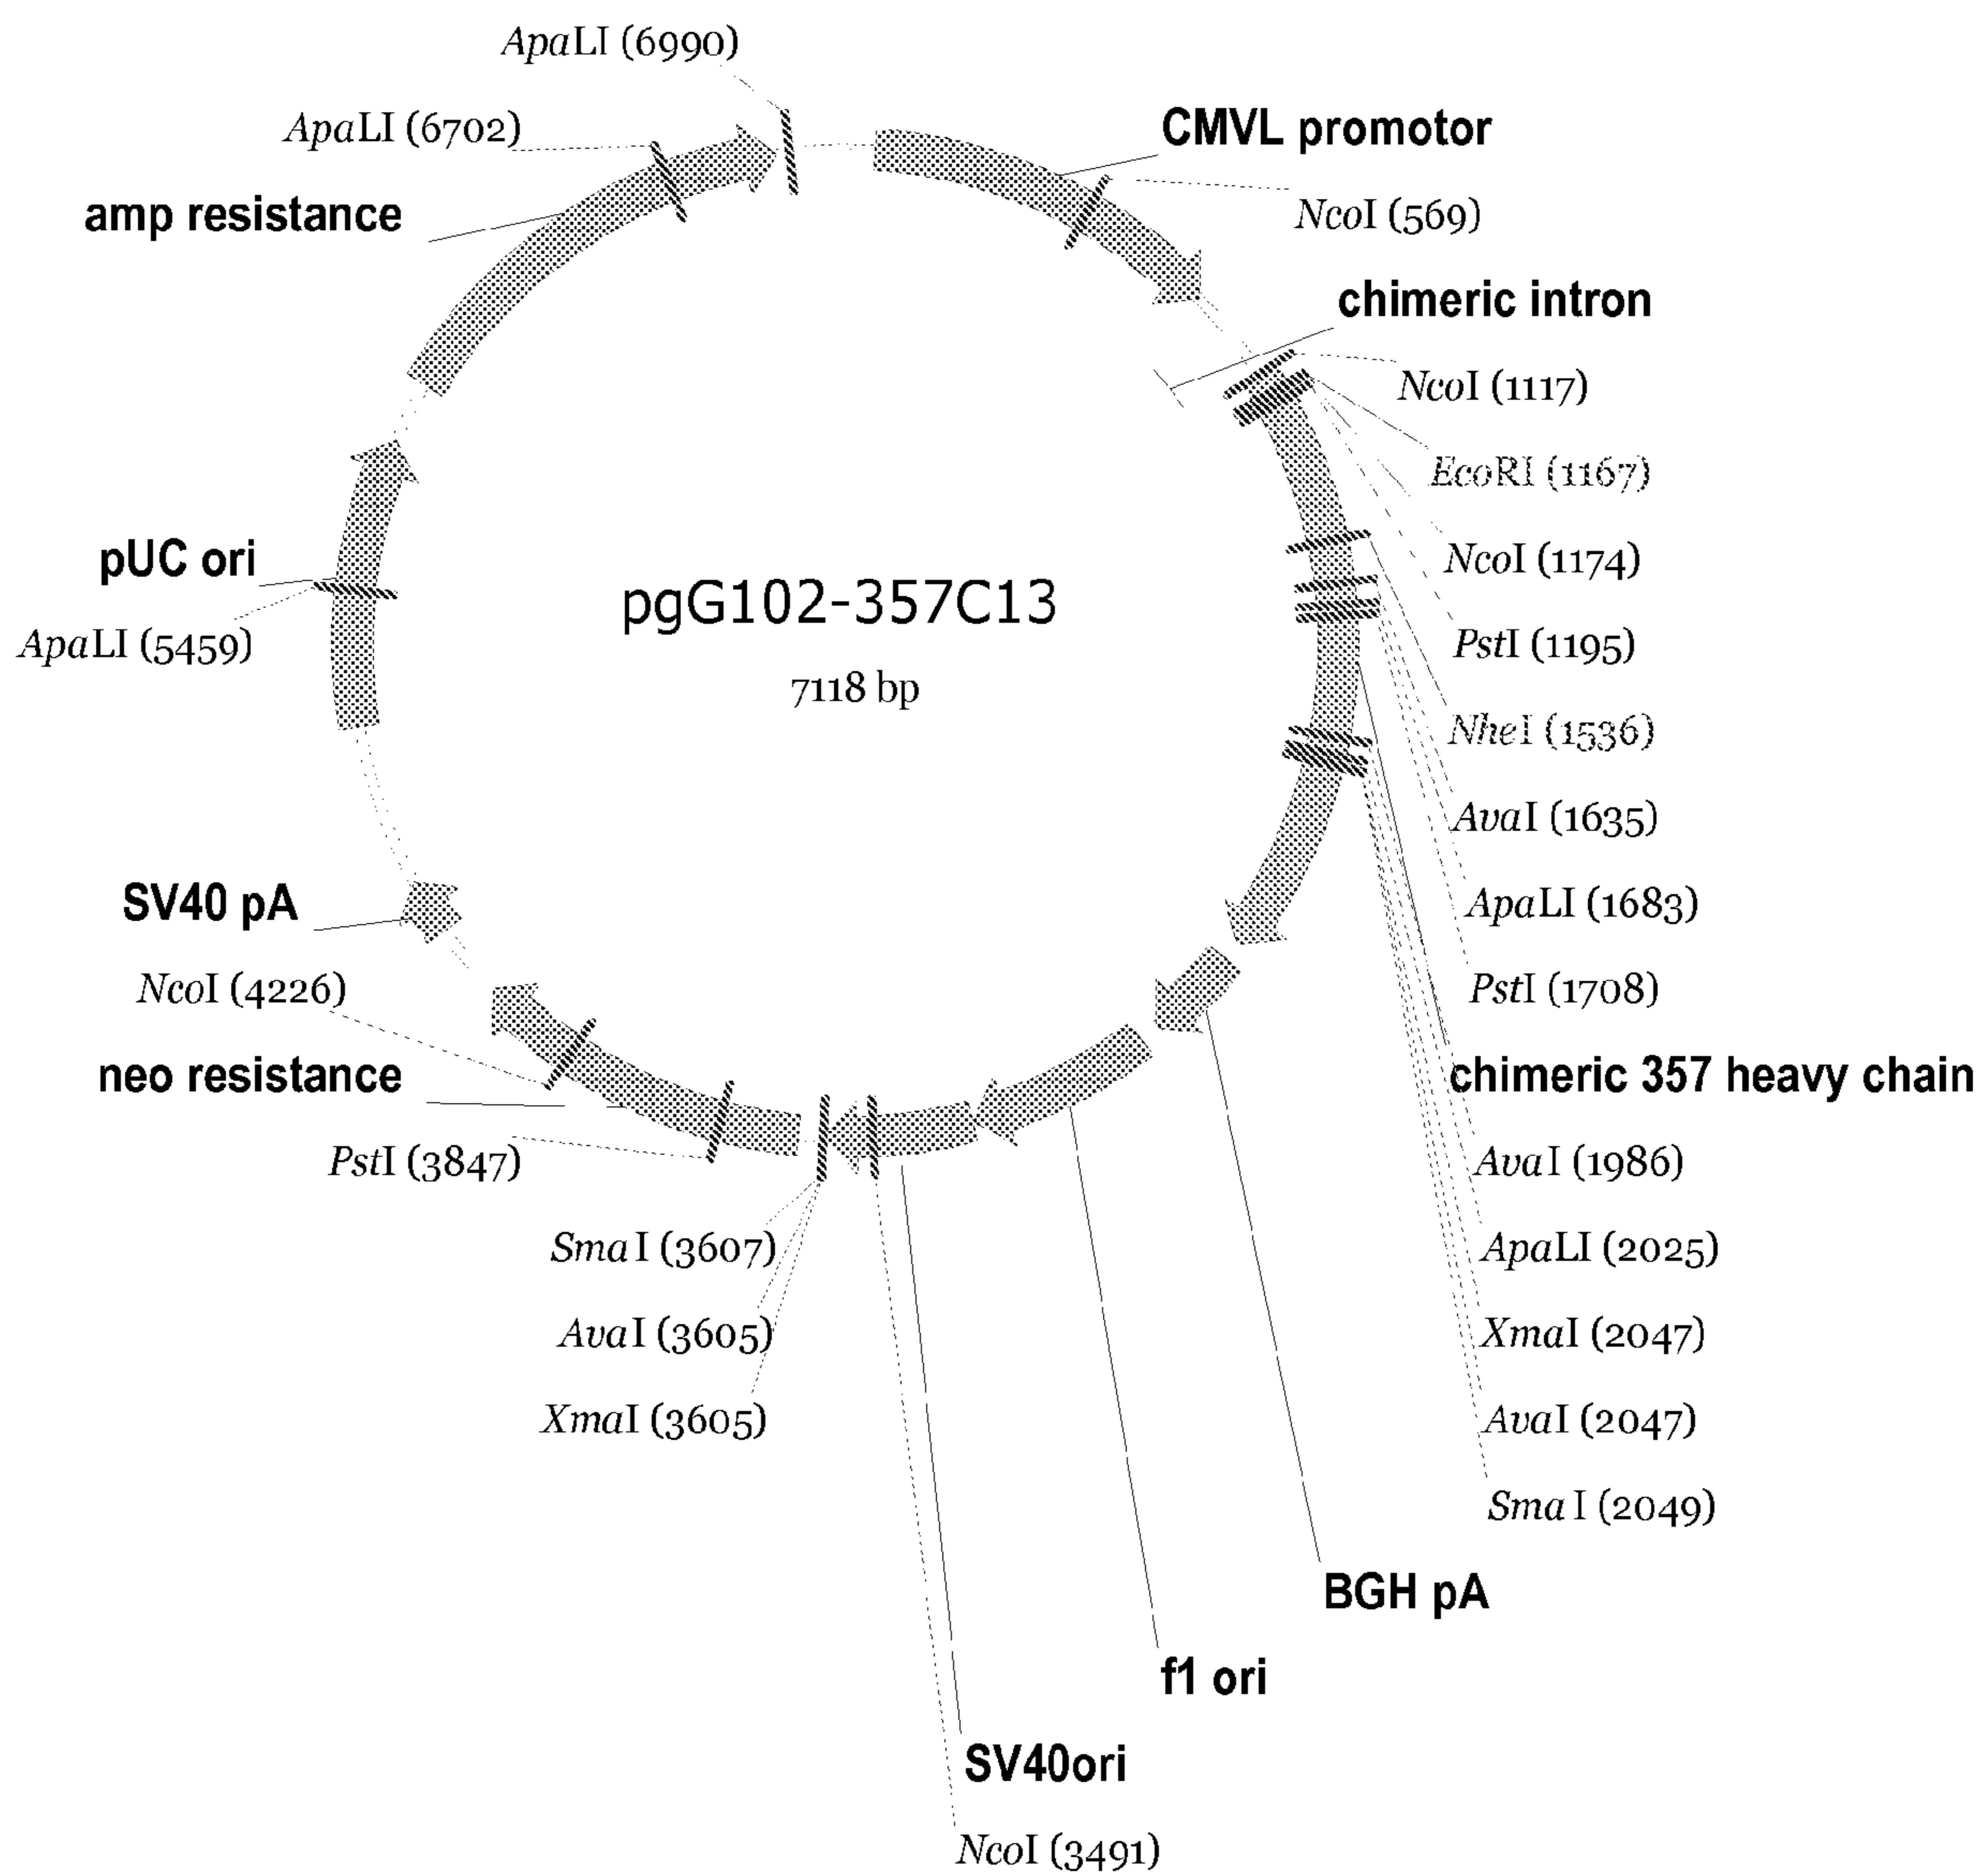 ApaLI (6990)
ApaLI (6702)
CMVL promotor
amp resistance
NcoI (569)
chimeric intron
NcoI (1117)
EcoRI (1167)
pUC ori
NcoI (1174)
pgG102-357C13
ApaLI (5459)
PstI (1195)
7118 bp
NheI (1536)
AvaI (1635)
SV40 pA
ApaLI (1683)
NcoI (4226)
PstI (1708)
neo resistance
chimeric 357 heavy chain
PstI (3847)
AvaI (1986)
SmaI (3607)
ApaLI (2025)
AvaI (3605)
XmaI (2047)
XmaI (3605)
AvaI (2047)
SmaI (2049)
BGH pA
f1 ori
SV40ori
NcoI (3491)